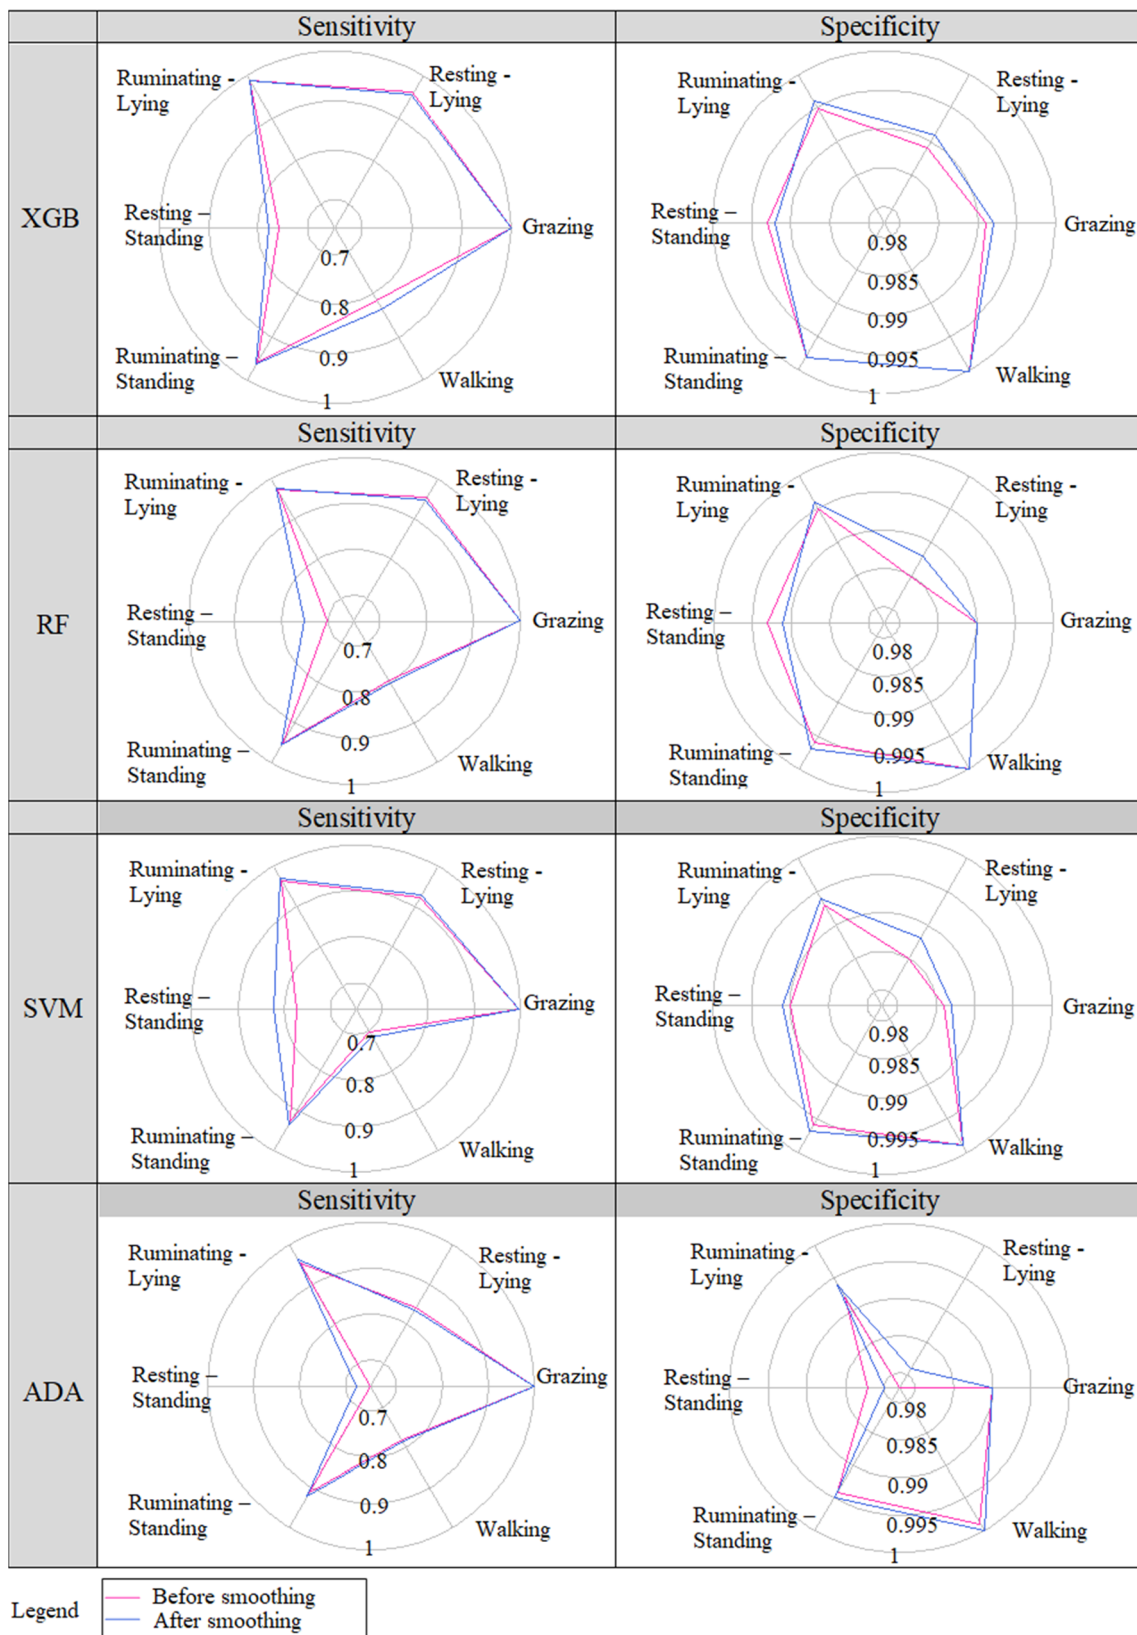 Sensitivity Specificity
XGB
Ruminating -
Lying
Resting -
Lying
Resting –
Standing
Grazing
Ruminating –
Standing
Walking
0.7
0.8
0.9
1
Ruminating -
Lying
Resting -
Lying
Resting –
Standing
Grazing
Ruminating –
Standing
Walking
0.98
0.985
0.99
0.995
1
Sensitivity Specificity
RF
Ruminating -
Lying
Resting -
Lying
Resting –
Standing
Grazing
Ruminating –
Standing
Walking
0.7
0.8
0.9
1
Ruminating -
Lying
Resting -
Lying
Resting –
Standing
Grazing
Ruminating –
Standing
Walking
0.98
0.985
0.99
0.995
1
Sensitivity Specificity
SVM
Ruminating -
Lying
Resting -
Lying
Resting –
Standing
Grazing
Ruminating –
Standing
Walking
0.7
0.8
0.9
1
Ruminating -
Lying
Resting -
Lying
Resting –
Standing
Grazing
Ruminating –
Standing
Walking
0.98
0.985
0.99
0.995
1
Sensitivity Specificity
ADA
Ruminating -
Lying
Resting -
Lying
Resting –
Standing
Grazing
Ruminating –
Standing
Walking
0.7
0.8
0.9
1
Ruminating -
Lying
Resting -
Lying
Resting –
Standing
Grazing
Ruminating –
Standing
Walking
0.98
0.985
0.99
0.995
1
Legend
Before smoothing
After smoothing